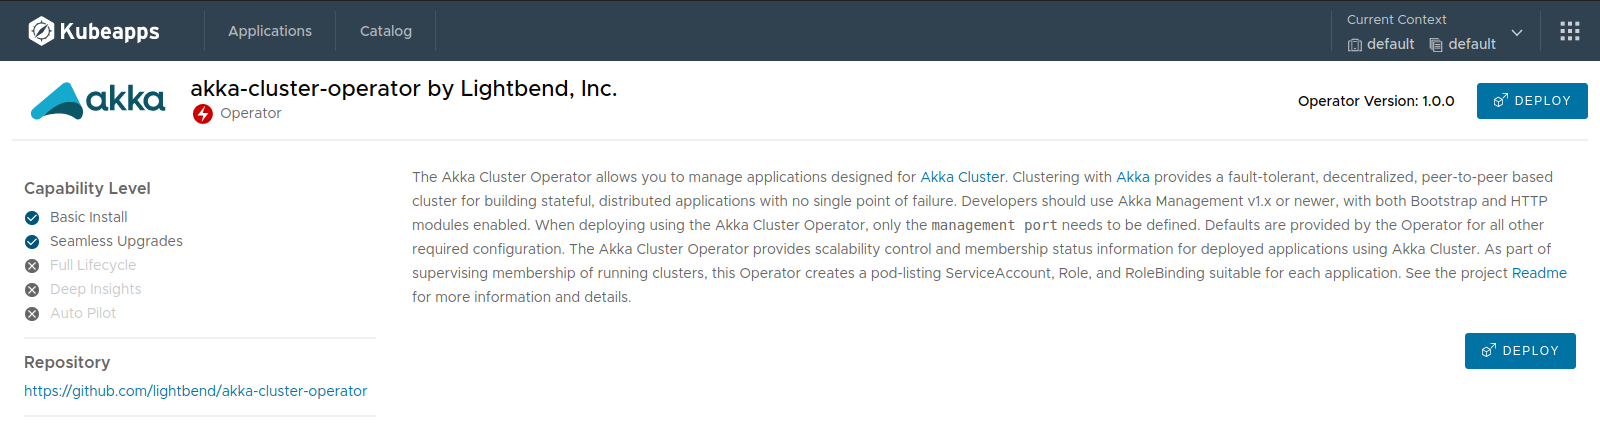 Kubeapps
Applications
Catalog
Current Context
default default
akka
akka-cluster-operator by Lightbend, Inc.
Operator
Operator Version: 1.0.0
DEPLOY
Capability Level
Basic Install
Seamless Upgrades
Full Lifecycle
Deep Insights
Auto Pilot
Repository
https://github.com/lightbend/akka-cluster-operator
The Akka Cluster Operator allows you to manage applications designed for Akka Cluster. Clustering with Akka provides a fault-tolerant, decentralized, peer-to-peer based
cluster for building stateful, distributed applications with no single point of failure. Developers should use Akka Management v1.x or newer, with both Bootstrap and HTTP
modules enabled. When deploying using the Akka Cluster Operator, only the management port needs to be defined. Defaults are provided by the Operator for all other
required configuration. The Akka Cluster Operator provides scalability control and membership status information for deployed applications using Akka Cluster. As part of
supervising membership of running clusters, this Operator creates a pod-listing ServiceAccount, Role, and RoleBinding suitable for each application. See the project Readme
for more information and details.
DEPLOY